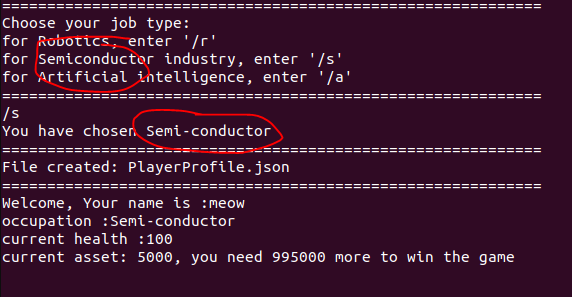 ============================================================
Choose your job type:
for Robotics, enter '/r'
for Semiconductor industry, enter '/s'
for Artificial intelligence, enter '/a'
============================================================
/s
You have chosen Semi-conductor
============================================================
File created: PlayerProfile.json
============================================================
Welcome, Your name is :meow
occupation :Semi-conductor
current health :100
current asset: 5000, you need 995000 more to win the game